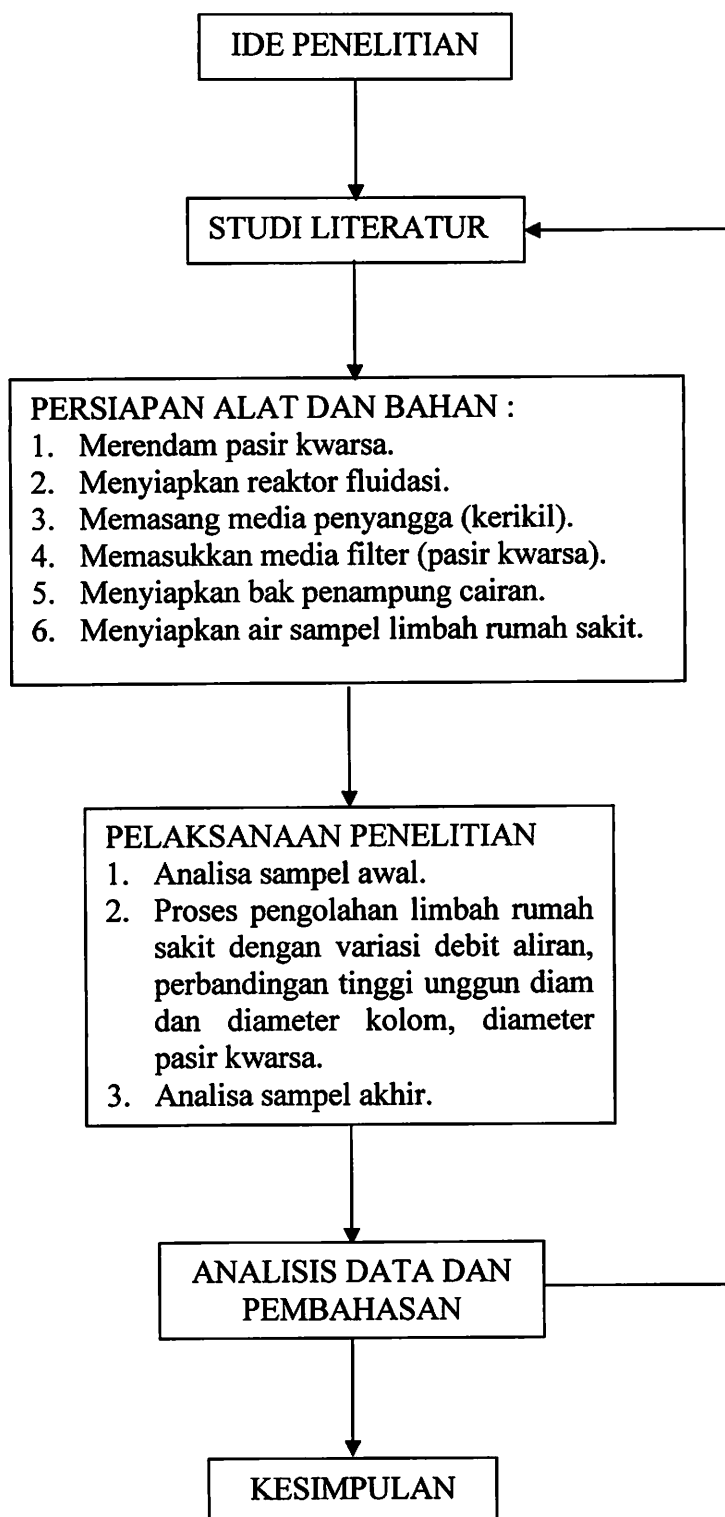 IDE PENELITIAN
STUDI LITERATUR
PERSIAPAN ALAT DAN BAHAN :
1. Merendam pasir kwarsa.
2. Menyiapkan reaktor fluidasi.
3. Memasang media penyangga (kerikil).
4. Memasukkan media filter (pasir kwarsa).
5. Menyiapkan bak penampung cairan.
6. Menyiapkan air sampel limbah rumah sakit.
PELAKSANAAN PENELITIAN
1. Analisa sampel awal.
2. Proses pengolahan limbah rumah
sakit dengan variasi debit aliran,
perbandingan tinggi unggun diam
dan diameter kolom, diameter
pasir kwarsa.
3. Analisa sampel akhir.
ANALISIS DATA DAN
PEMBAHASAN
KESIMPULAN